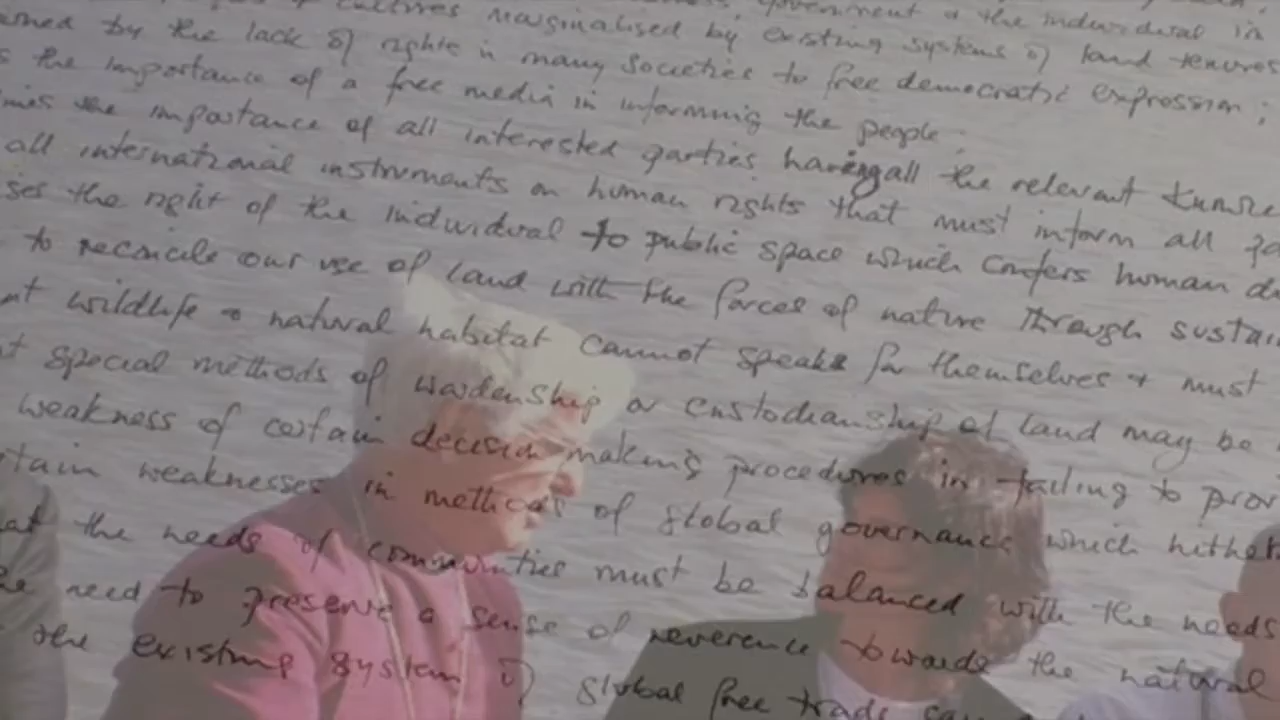 of cultures marginalised by existing systems of land tenures
by the lack of rights in many societies to free democratic expression;
the importance of a free media in informing the people;
the importance of all interested parties having all the relevant
all international instruments on human rights that must inform all
the right of the individual to public space which confers human
to reconcile our use of land with the forces of nature through
wildlife & natural habitat cannot speak for themselves & must
special methods of wardenship or custodianship of land may be
weakness of certain decision making procedures in failing to
weaknesses in methods of global governance which
the needs of communities must be balanced with the needs
need to preserve a sense of reverence towards the natural
the existing system of global free trade